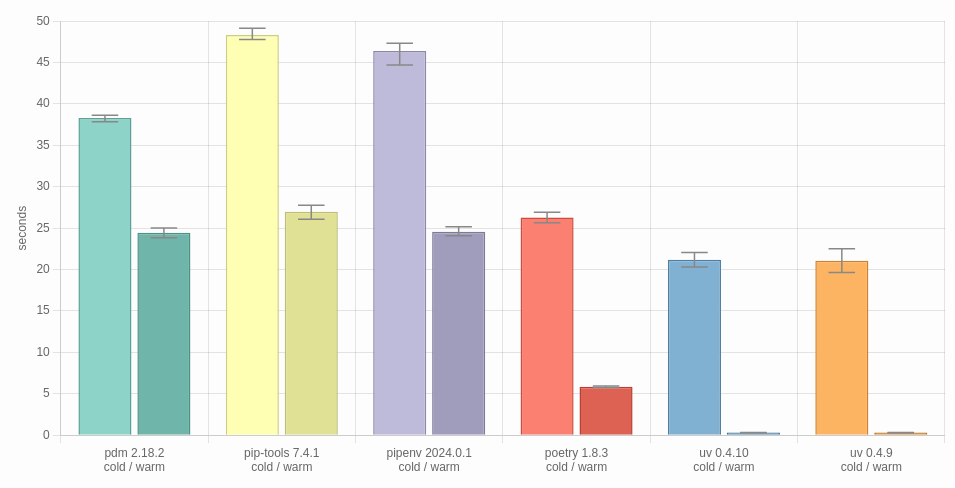 50
45
40
35
30
25
20
15
10
5
0
seconds
pdm 2.18.2
cold / warm
pip-tools 7.4.1
cold / warm
pipenv 2024.0.1
cold / warm
poetry 1.8.3
cold / warm
uv 0.4.10
cold / warm
uv 0.4.9
cold / warm